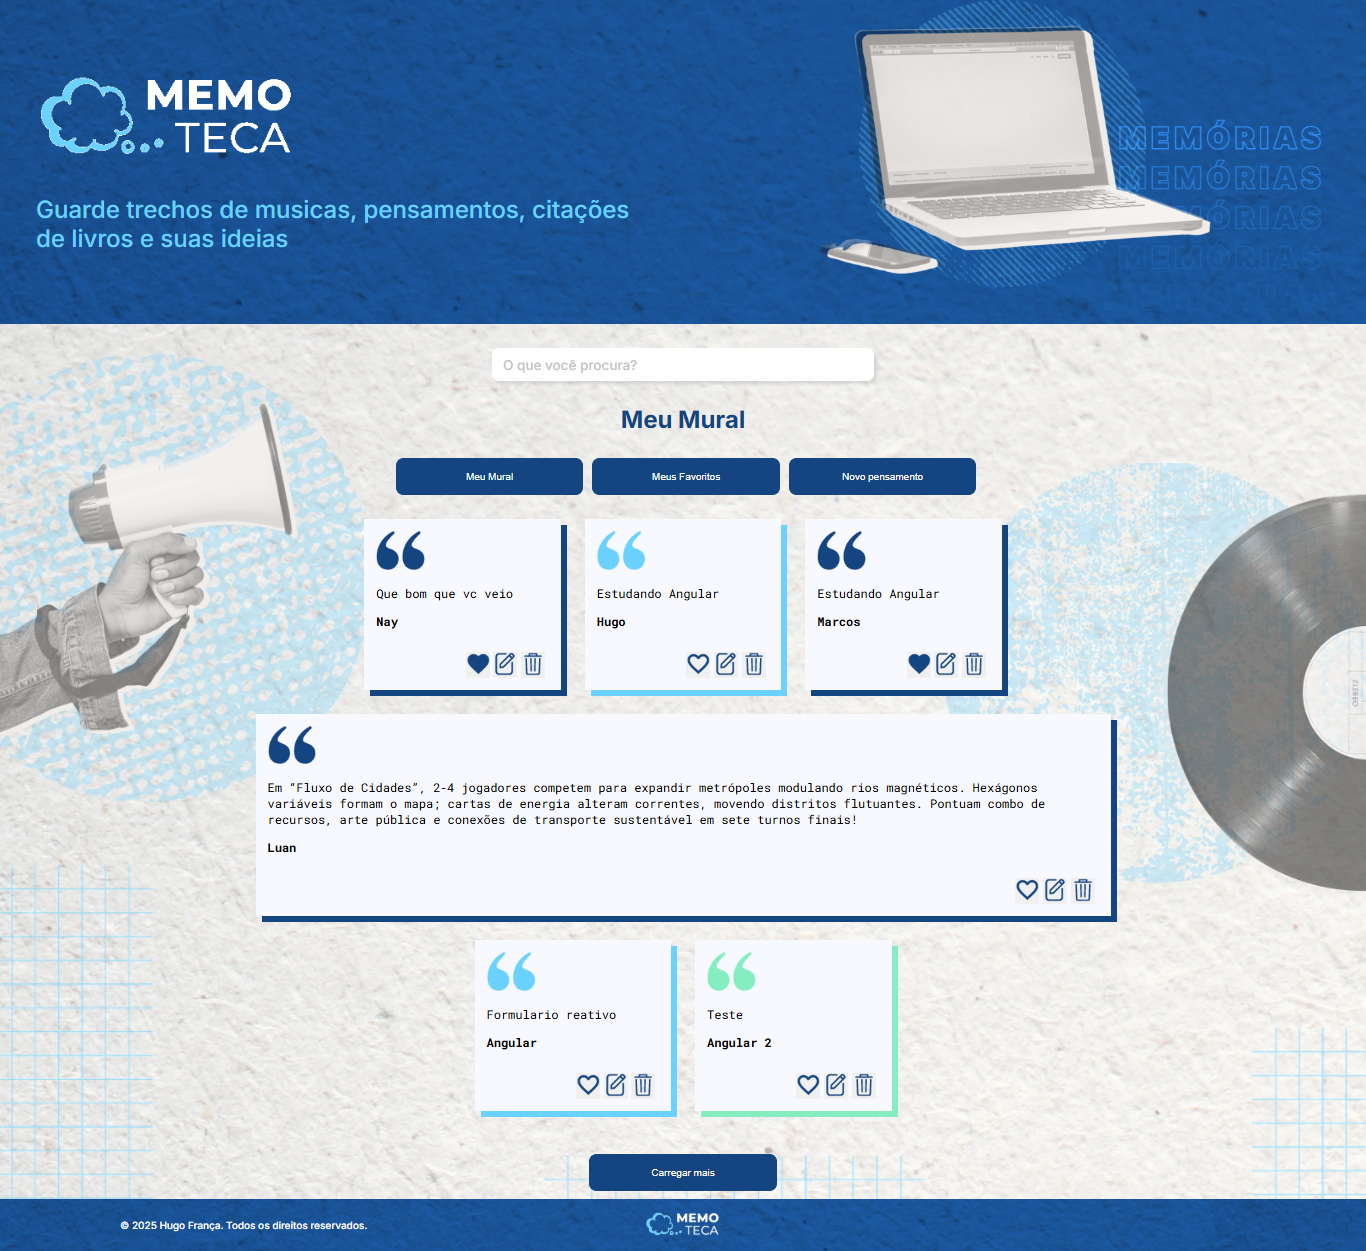 MEMO
TECA
Guarde trechos de musicas, pensamentos, citações
de livros e suas ideias
MEMÓRIAS
MEMÓRIAS
MEMÓRIAS
MEMÓRIAS
O que você procura?
Meu Mural
Meu Mural
Meus Favoritos
Novo pensamento
Que bom que vc veio
Nay
Estudando Angular
Hugo
Estudando Angular
Marcos
Em “Fluxo de Cidades”, 2-4 jogadores competem para expandir metrópoles modulando rios magnéticos. Hexágonos
variáveis formam o mapa; cartas de energia alteram correntes, movendo distritos flutuantes. Pontuam combo de
recursos, arte pública e conexões de transporte sustentável em sete turnos finais!
Luan
Formulario reativo
Angular
Teste
Angular 2
STEREO
Carregar mais
© 2025 Hugo França. Todos os direitos reservados.
MEMO
TECA